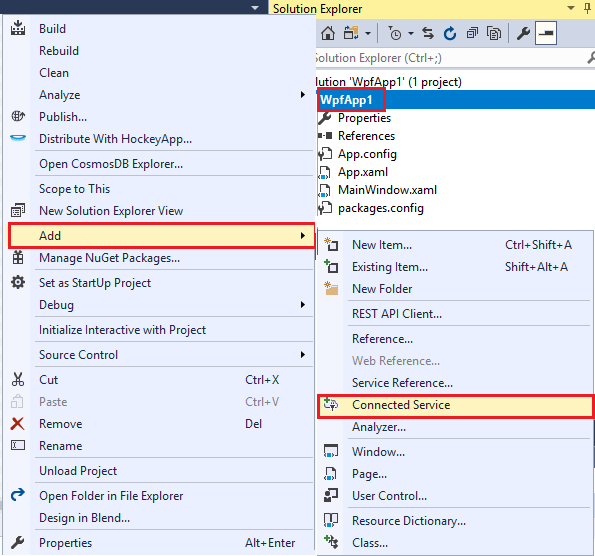 Solution Explorer
Solution Explorer (Ctrl+;)
lution 'WpfApp1' (1 project)
WpfApp1
Properties
References
App.config
App.xaml
MainWindow.xaml
packages.config
Build
Rebuild
Clean
Analyze
Publish...
Distribute With HockeyApp...
Open CosmosDB Explorer...
Scope to This
New Solution Explorer View
Add
Manage NuGet Packages...
Set as StartUp Project
Debug
Initialize Interactive with Project
Source Control
Cut Ctrl+X
Paste Ctrl+V
Remove Del
Rename
Unload Project
Open Folder in File Explorer
Design in Blend...
Properties Alt+Enter
New Item... Ctrl+Shift+A
Existing Item... Shift+Alt+A
New Folder
REST API Client...
Reference...
Web Reference...
Service Reference...
Connected Service
Analyzer...
Window...
Page...
User Control...
Resource Dictionary...
Class...